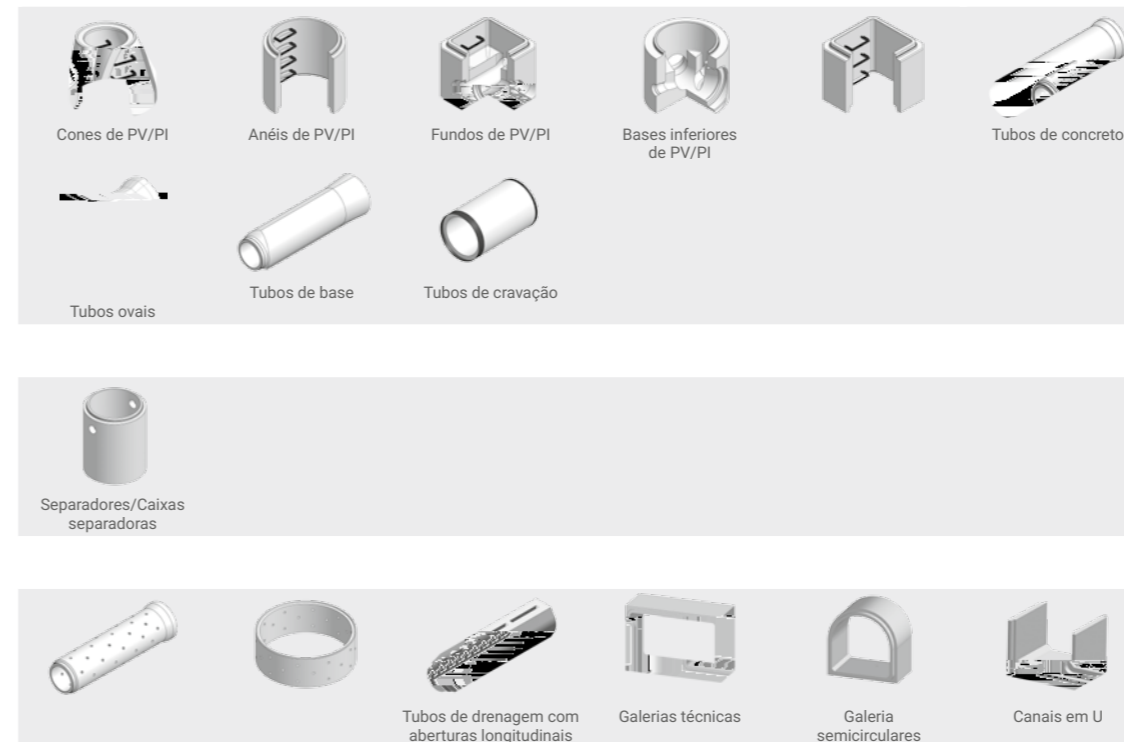 Cones de PV/PI
Anéis de PV/PI
Fundos de PV/PI
Bases inferiores
de PV/PI
Tubos de concreto
Tubos ovais
Tubos de base
Tubos de cravação
Separadores/Caixas
separadoras
Tubos de drenagem com
aberturas longitudinais
Galerias técnicas
Galeria
semicirculares
Canais em U